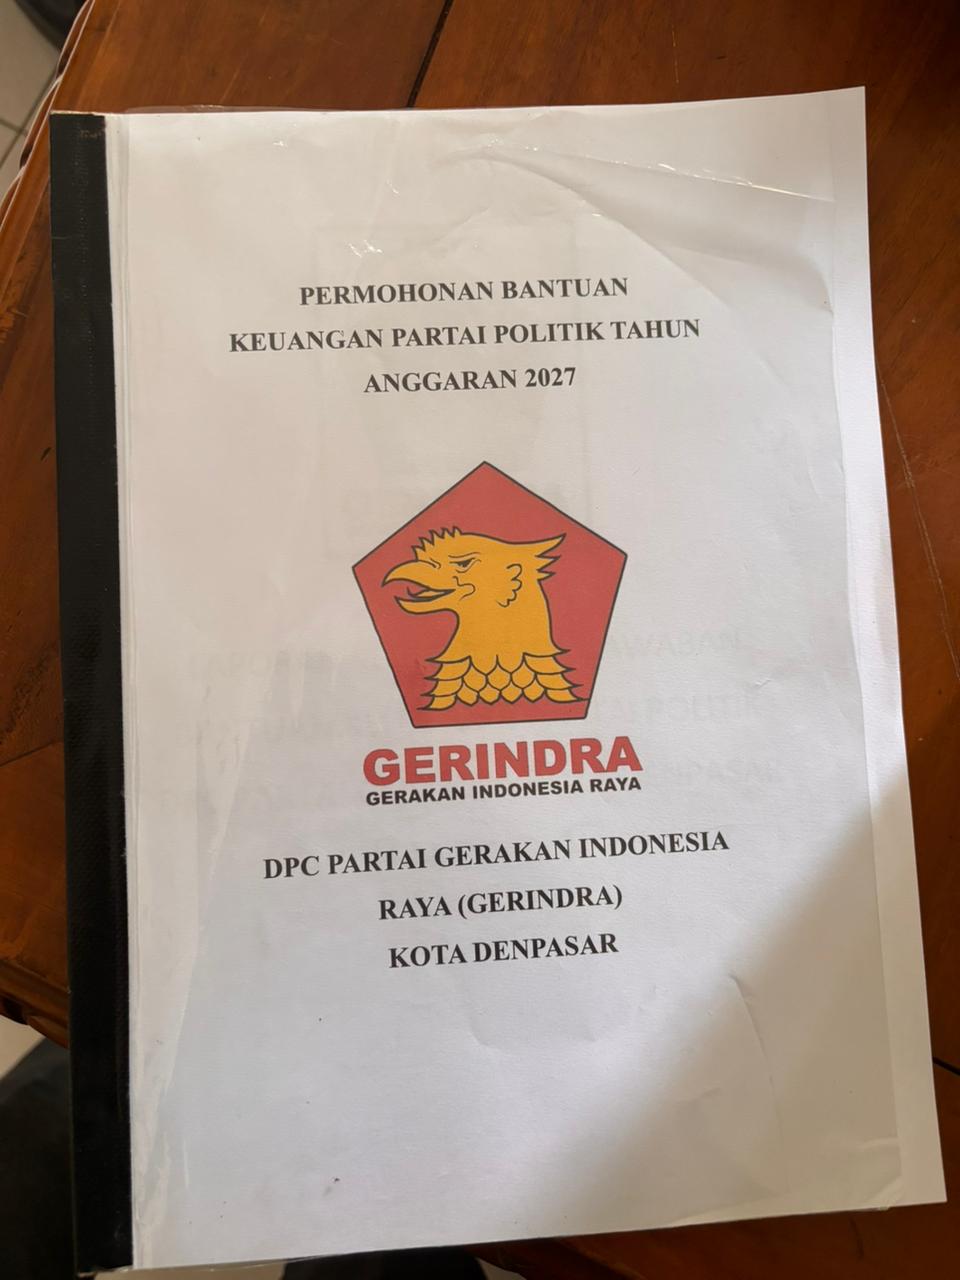 PERMOHONAN BANTUAN
KEUANGAN PARTAI POLITIK TAHUN
ANGGARAN 2027
GERINDRA
GERAKAN INDONESIA RAYA
DPC PARTAI GERAKAN INDONESIA
RAYA (GERINDRA)
KOTA DENPASAR